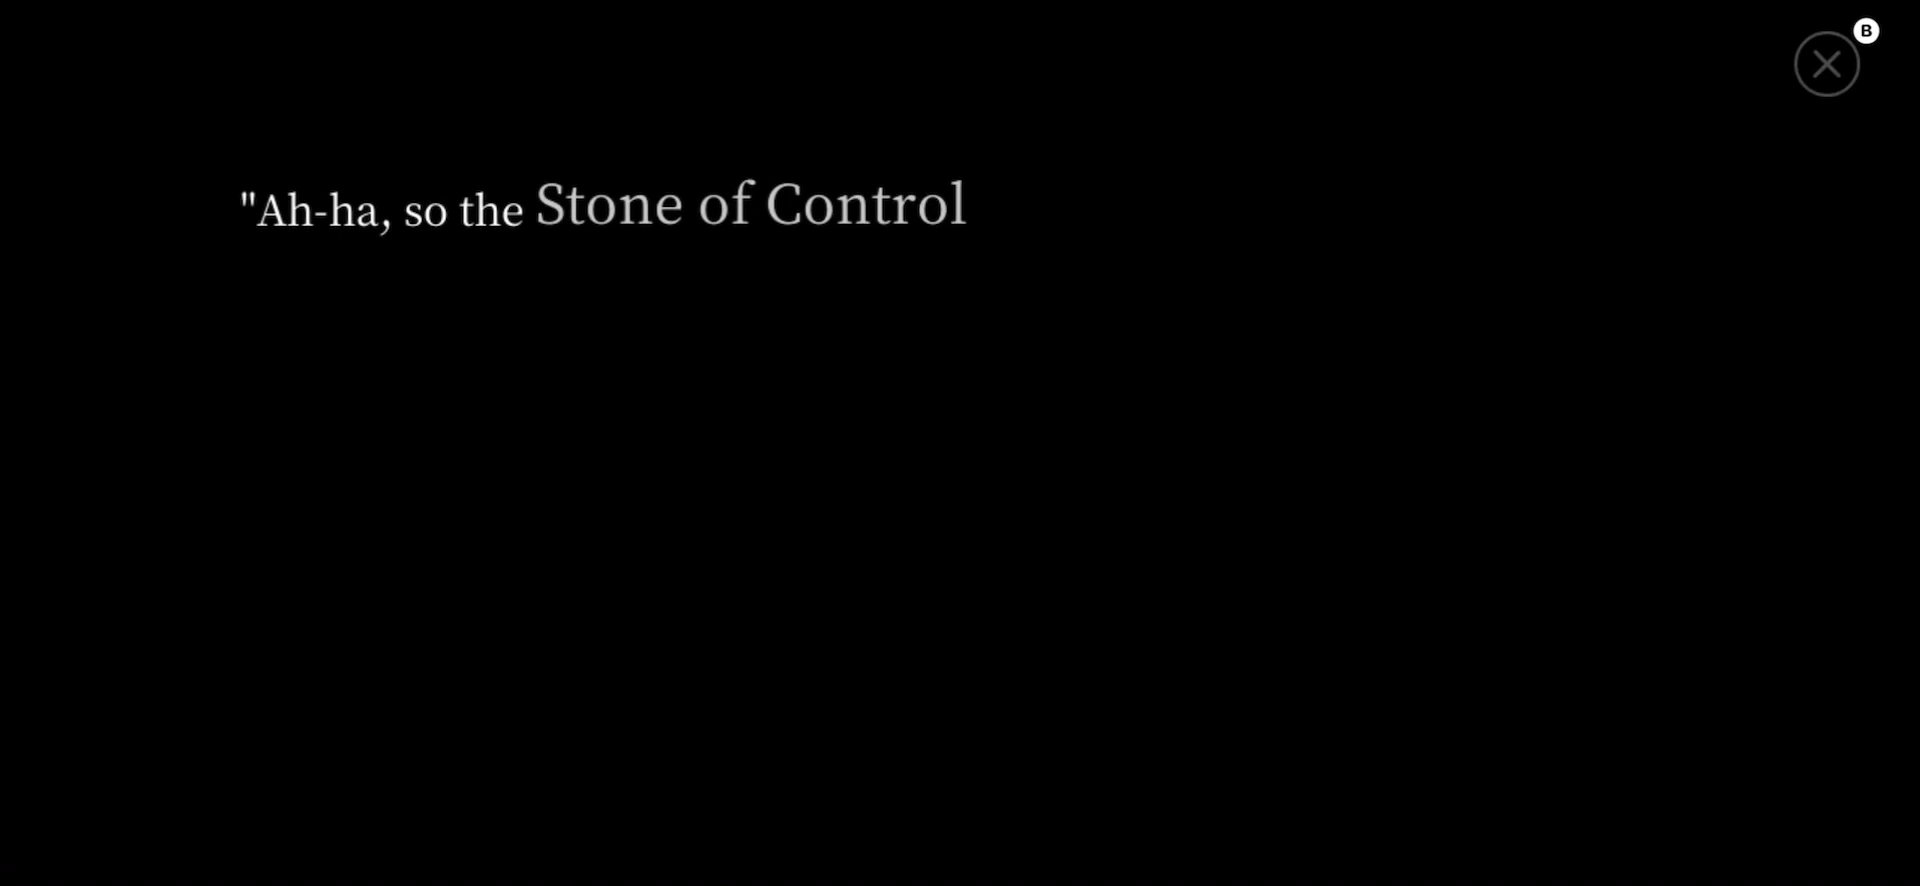 B
"Ah-ha, so the Stone of Control